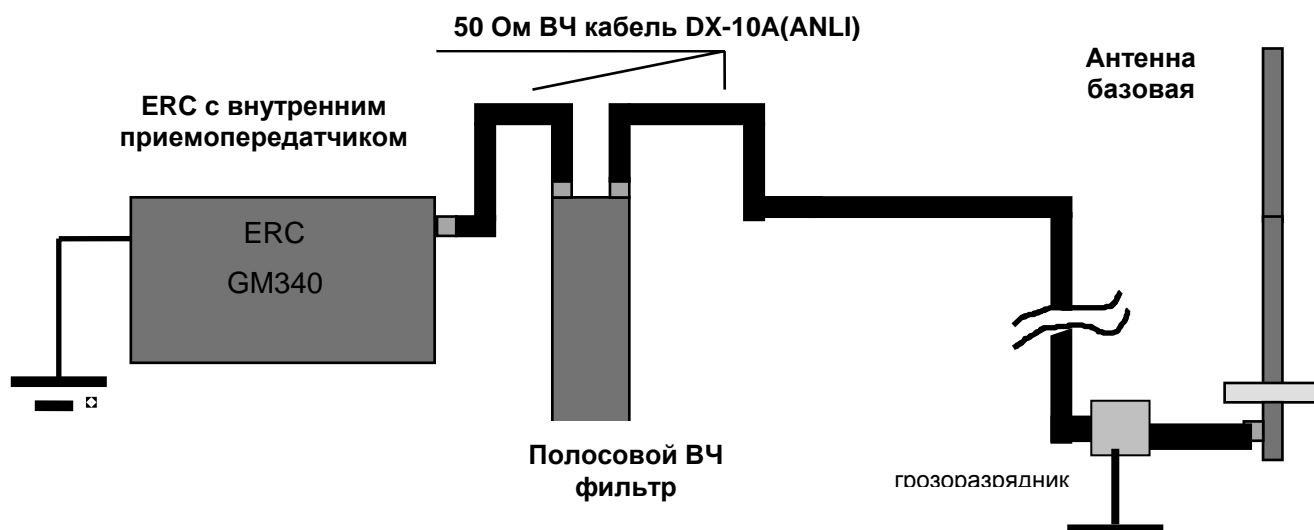 50 Ом ВЧ кабель DX-10A(ANLI)
Антенна
базовая
ERC с внутренним
приемопередатчиком
ERC
GM340
Полосовой ВЧ
фильтр
грозоразрядник